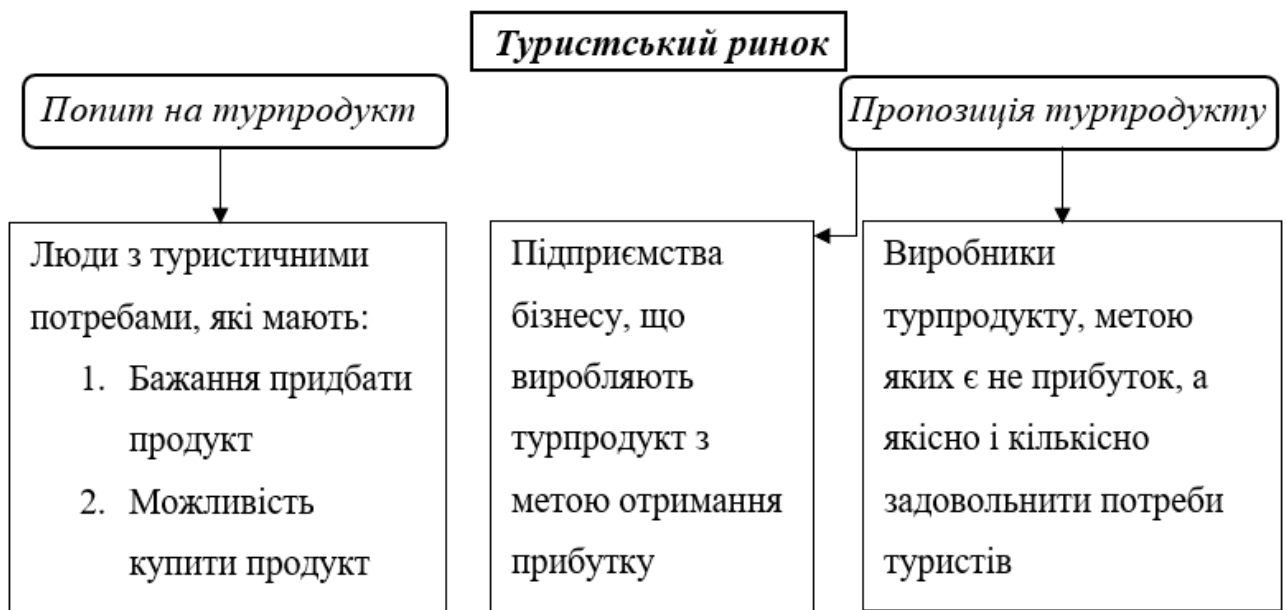 Туристський ринок
Попит на турпродукт
Пропозиція турпродукту
Люди з туристичними
потребами, які мають:
1. Бажання придбати
продукт
2. Можливість
купити продукт
Підприємства
бізнесу, що
виробляють
турпродукт з
метою отримання
прибутку
Виробники
турпродукту, метою
яких є не прибуток, а
якісно і кількісно
задовольнити потреби
туристів